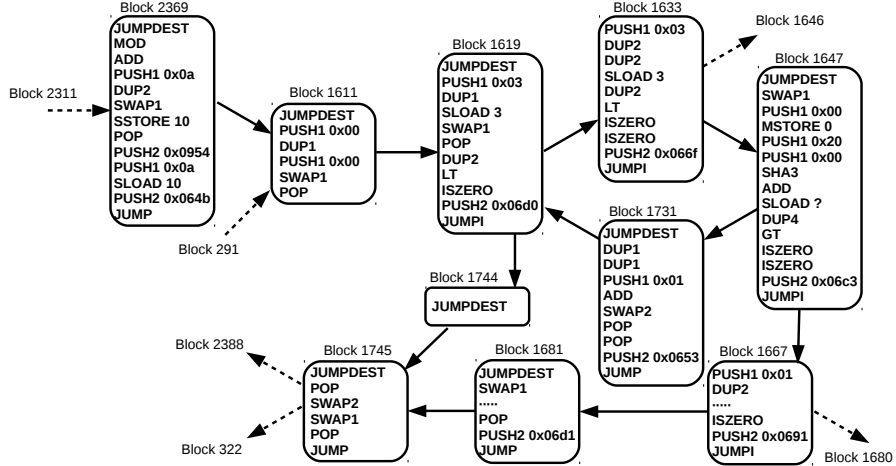 Block 2369
JUMPDEST
MOD
ADD
PUSH1 0x0a
DUP2
SWAP1
SSTORE 10
POP
PUSH2 0x0954
PUSH1 0x0a
SLOAD 10
PUSH2 0x064b
JUMP
Block 2311
Block 1611
JUMPDEST
PUSH1 0x00
DUP1
PUSH1 0x00
SWAP1
POP
Block 291
Block 1619
JUMPDEST
PUSH1 0x03
DUP1
SLOAD 3
SWAP1
POP
DUP2
LT
ISZERO
PUSH2 0x06d0
JUMPI
Block 1633
PUSH1 0x03
DUP2
DUP2
SLOAD 3
DUP2
LT
ISZERO
ISZERO
PUSH2 0x066f
JUMPI
Block 1646
Block 1647
JUMPDEST
SWAP1
PUSH1 0x00
MSTORE 0
PUSH1 0x20
PUSH1 0x00
SHA3
ADD
SLOAD ?
DUP4
GT
ISZERO
ISZERO
PUSH2 0x06c3
JUMPI
Block 1731
JUMPDEST
DUP1
DUP1
PUSH1 0x01
ADD
SWAP2
POP
POP
PUSH2 0x0653
JUMP
Block 1744
JUMPDEST
Block 2388
Block 322
Block 1745
JUMPDEST
POP
SWAP2
SWAP1
POP
JUMP
Block 1681
JUMPDEST
SWAP1
.....
POP
PUSH2 0x06d1
JUMP
Block 1667
PUSH1 0x01
DUP2
.....
ISZERO
PUSH2 0x0691
JUMPI
Block 1680